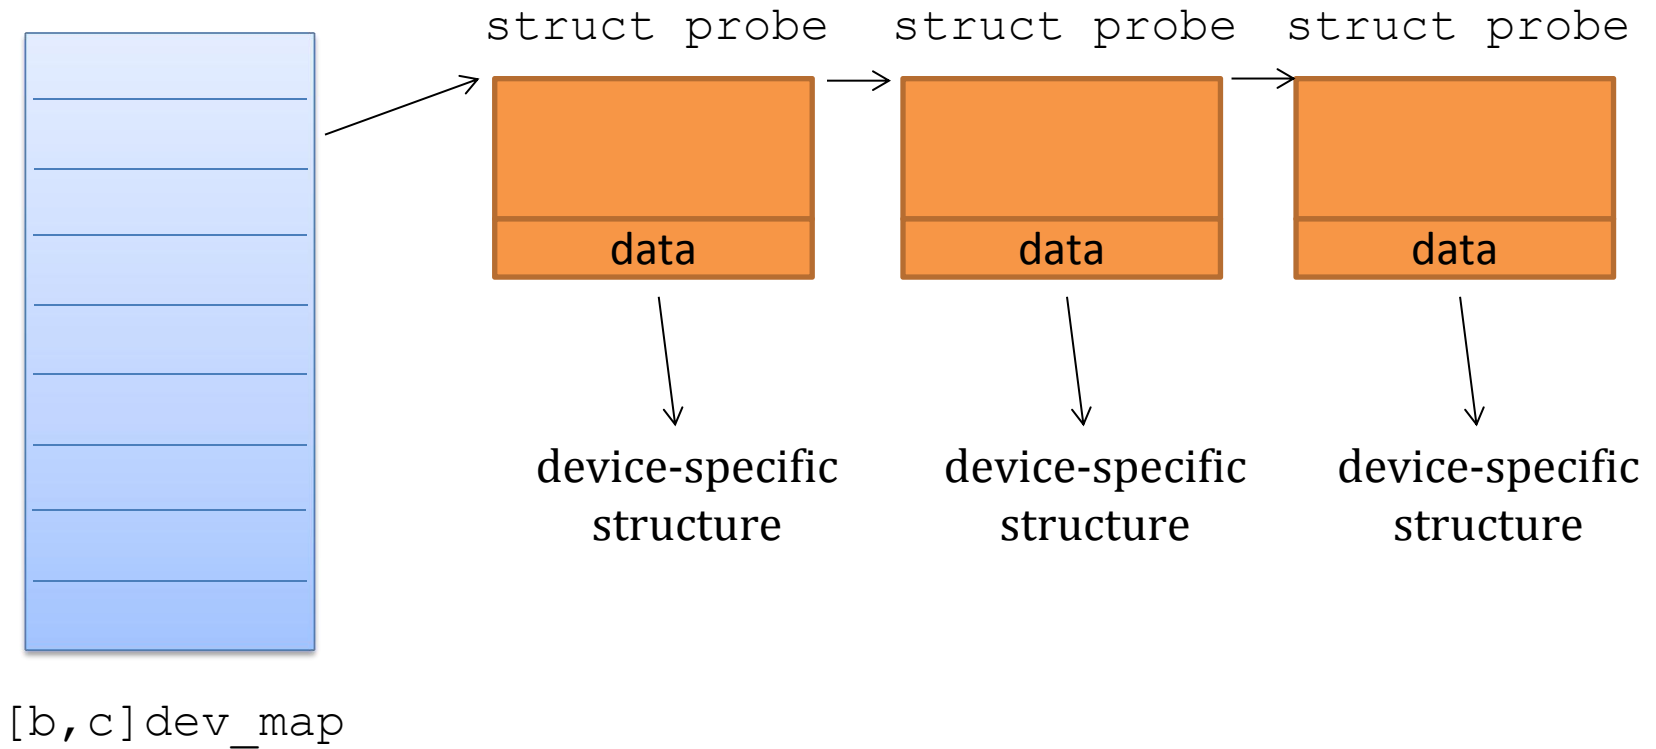 struct probe struct probe struct probe
data data data
device-specific device-specific device-specific
structure structure structure
[b,c]dev_map